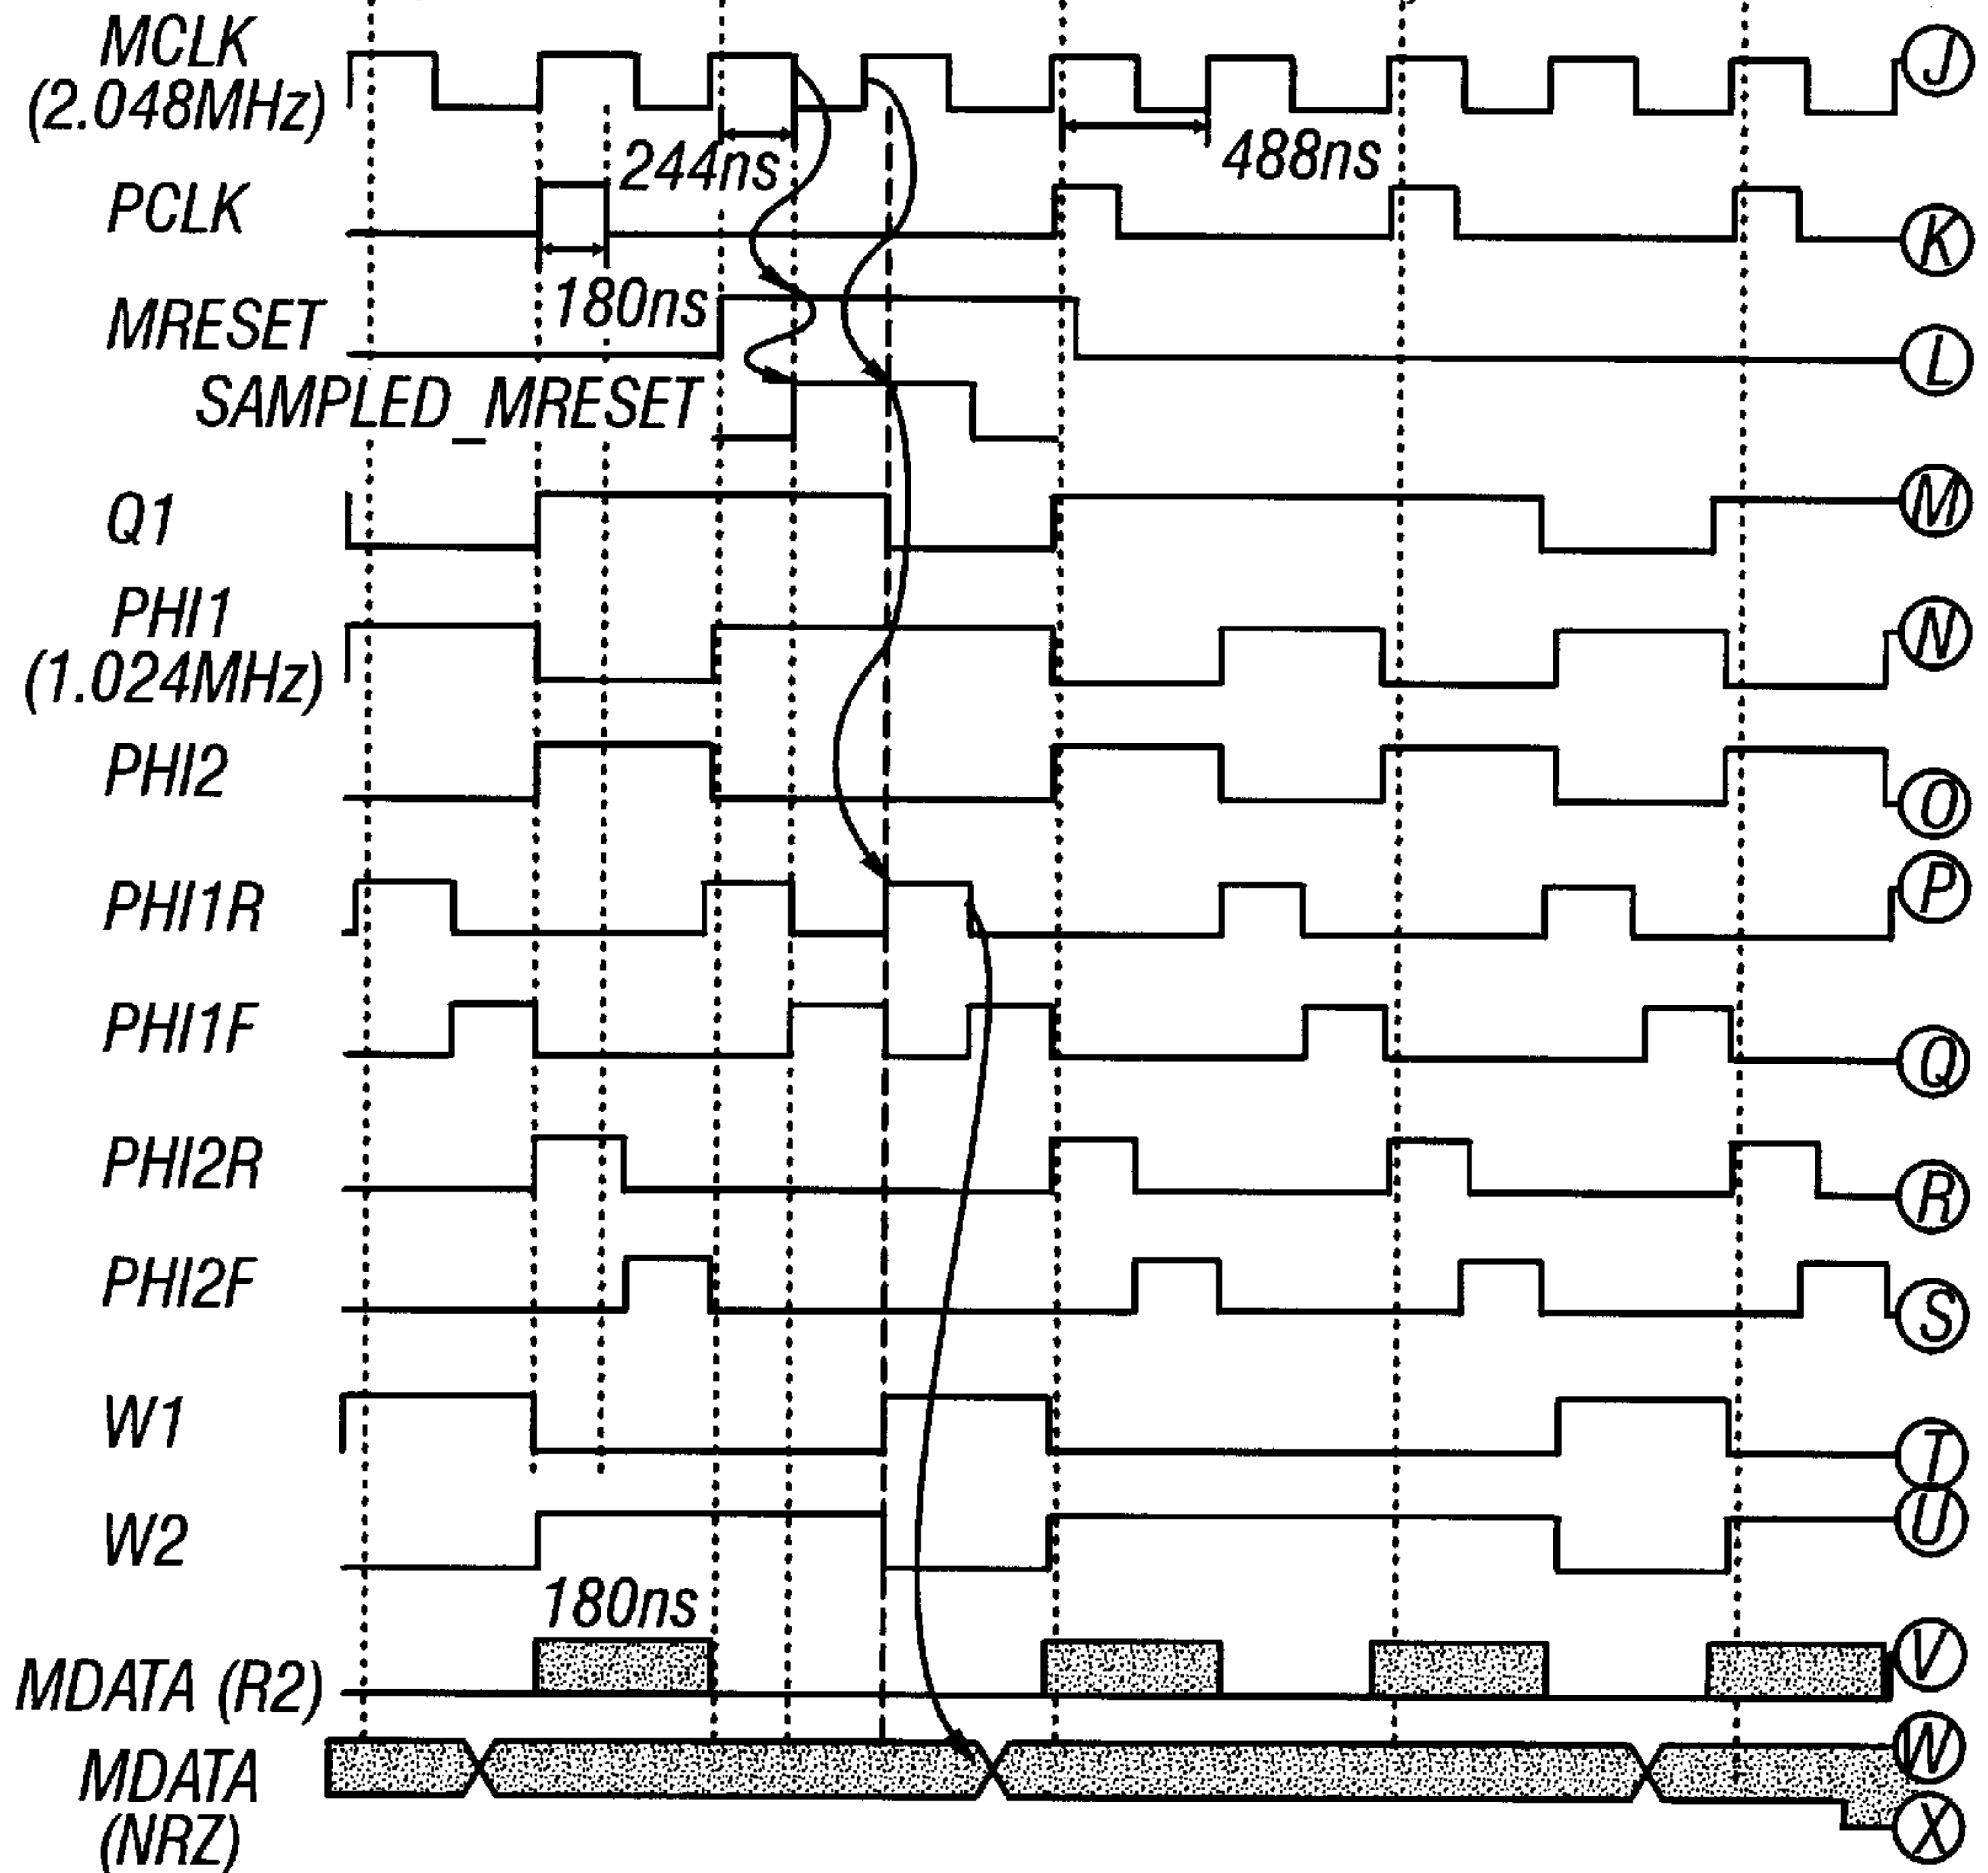 MCLK
(2.048MHz)
J
244ns
488ns
PCLK
K
180ns
MRESET
L
SAMPLED_MRESET
Q1
M
PHI1
(1.024MHz)
N
PHI2
O
PHI1R
P
PHI1F
Q
PHI2R
R
PHI2F
S
W1
T
W2
U
180ns
MDATA (R2)
V
MDATA
(NRZ)
W
X